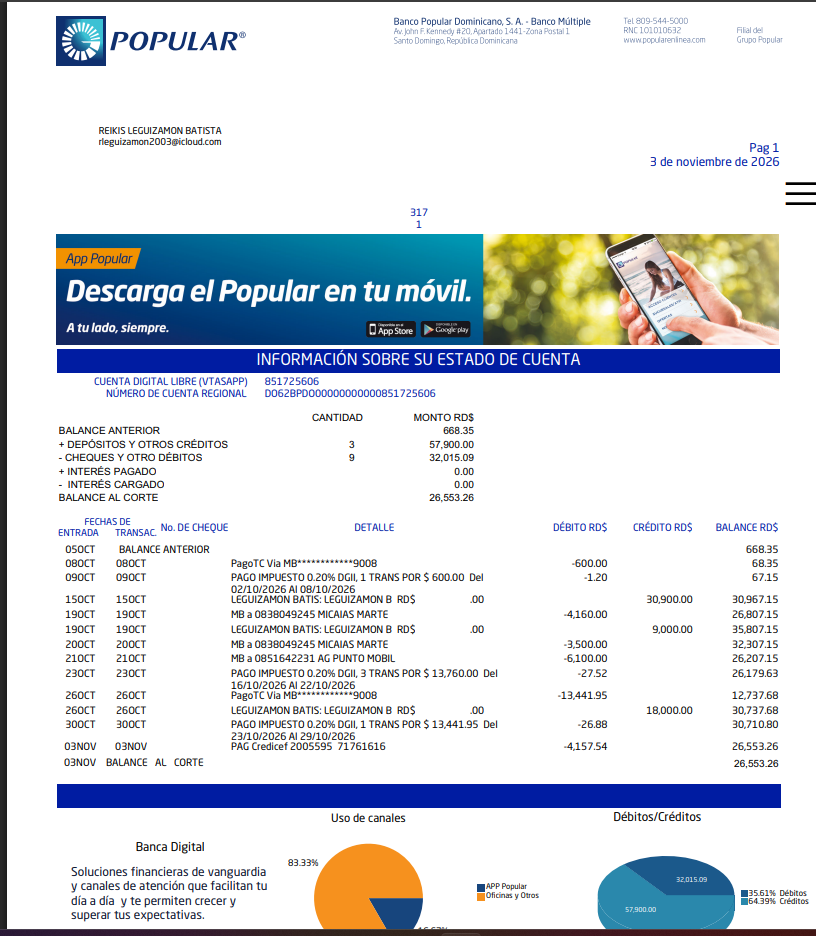 POPULAR®
Banco Popular Dominicano, S. A. - Banco Múltiple
Av. John F. Kennedy #20, Apartado 1441-Zona Postal 1
Santo Domingo, República Dominicana
Tel 809-544-5000
RNC 101010632
www.popularenlinea.com
Filial del
Grupo Popular
REIKIS LEGUIZAMON BATISTA
rleguizamon2003@icloud.com
Pag 1
3 de noviembre de 2026
317
1
App Popular
Descarga el Popular en tu móvil.
A tu lado, siempre.
App Store
Google play
INFORMACIÓN SOBRE SU ESTADO DE CUENTA
CUENTA DIGITAL LIBRE (VTASAPP) 851725606
NÚMERO DE CUENTA REGIONAL DO62BPDO00000000000851725606
CANTIDAD MONTO RD$
BALANCE ANTERIOR 668.35
+ DEPÓSITOS Y OTROS CRÉDITOS 3 57,900.00
- CHEQUES Y OTRO DÉBITOS 9 32,015.09
+ INTERÉS PAGADO 0.00
- INTERÉS CARGADO 0.00
BALANCE AL CORTE 26,553.26
FECHAS DE
ENTRADA TRANSAC. No. DE CHEQUE DETALLE DÉBITO RD$ CRÉDITO RD$ BALANCE RD$
05OCT BALANCE ANTERIOR 668.35
08OCT 08OCT PagoTC Via MB************9008 -600.00 68.35
09OCT 09OCT PAGO IMPUESTO 0.20% DGII, 1 TRANS POR $ 600.00 Del -1.20 67.15
02/10/2026 Al 08/10/2026
15OCT 15OCT LEGUIZAMON BATIS: LEGUIZAMON B RD$ .00 30,900.00 30,967.15
19OCT 19OCT MB a 0838049245 MICAIAS MARTE -4,160.00 26,807.15
19OCT 19OCT LEGUIZAMON BATIS: LEGUIZAMON B RD$ .00 9,000.00 35,807.15
20OCT 20OCT MB a 0838049245 MICAIAS MARTE -3,500.00 32,307.15
21OCT 21OCT MB a 0851642231 AG PUNTO MOBIL -6,100.00 26,207.15
23OCT 23OCT PAGO IMPUESTO 0.20% DGII, 3 TRANS POR $ 13,760.00 Del -27.52 26,179.63
16/10/2026 Al 22/10/2026
26OCT 26OCT PagoTC Via MB************9008 -13,441.95 12,737.68
26OCT 26OCT LEGUIZAMON BATIS: LEGUIZAMON B RD$ .00 18,000.00 30,737.68
30OCT 30OCT PAGO IMPUESTO 0.20% DGII, 1 TRANS POR $ 13,441.95 Del -26.88 30,710.80
23/10/2026 Al 29/10/2026
03NOV 03NOV PAG Credicef 2005595 71761616 -4,157.54 26,553.26
03NOV BALANCE AL CORTE 26,553.26
Banca Digital
Soluciones financieras de vanguardia
y canales de atención que facilitan tu
día a día y te permiten crecer y
superar tus expectativas.
Uso de canales
83.33%
APP Popular
Oficinas y Otros
Débitos/Créditos
32,015.09
57,900.00
35.61% Débitos
64.39% Créditos